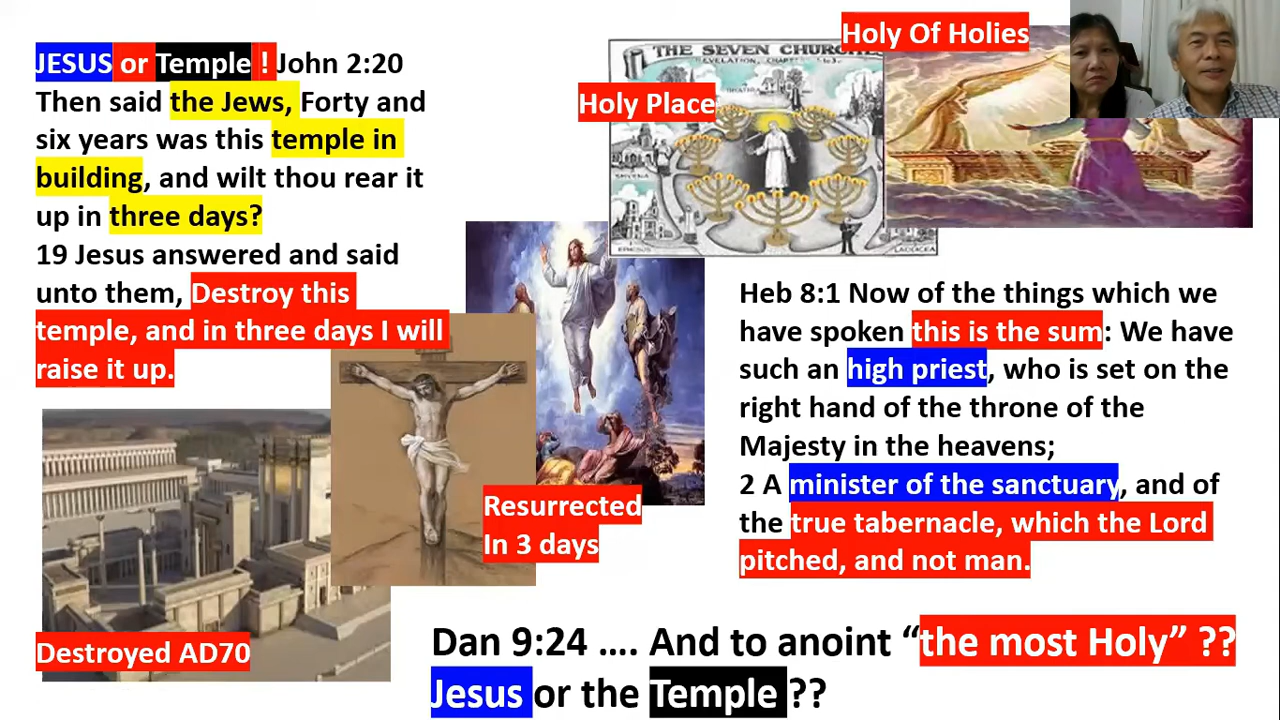 JESUS or Temple ! John 2:20
Then said the Jews, Forty and
six years was this temple in
building, and wilt thou rear it
up in three days?
19 Jesus answered and said
unto them, Destroy this
temple, and in three days I will
raise it up.
Destroyed AD70
Resurrected
In 3 days
Holy Place
THE SEVEN CHURCHES
REVELATION, CHAPTER
SMYRNA
EPHESUS
LAODICEA
Holy Of Holies
Heb 8:1 Now of the things which we
have spoken this is the sum: We have
such an high priest, who is set on the
right hand of the throne of the
Majesty in the heavens;
2 A minister of the sanctuary, and of
the true tabernacle, which the Lord
pitched, and not man.
Dan 9:24 .... And to anoint “the most Holy” ??
Jesus or the Temple ??